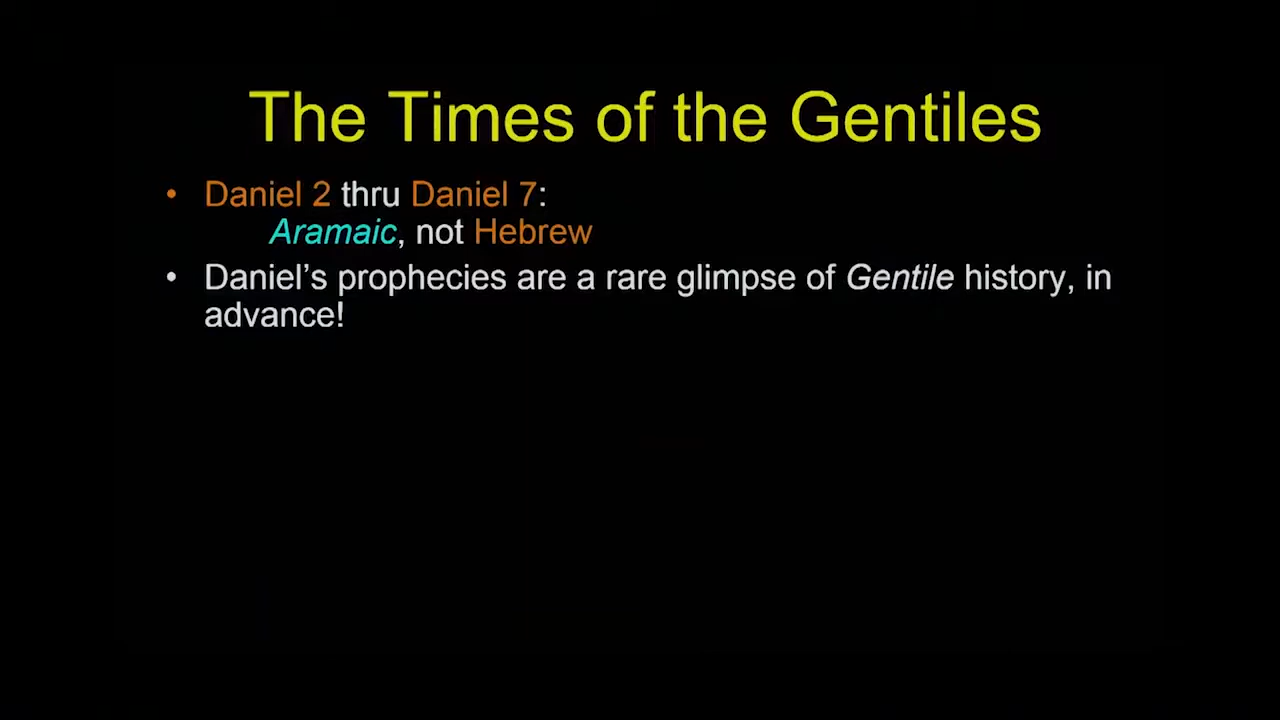 The Times of the Gentiles
• Daniel 2 thru Daniel 7:
Aramaic, not Hebrew
• Daniel’s prophecies are a rare glimpse of Gentile history, in
advance!